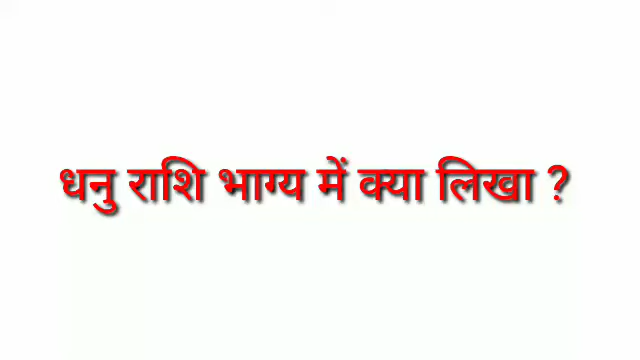 धनु राशि भाग्य में क्या लिखा ?